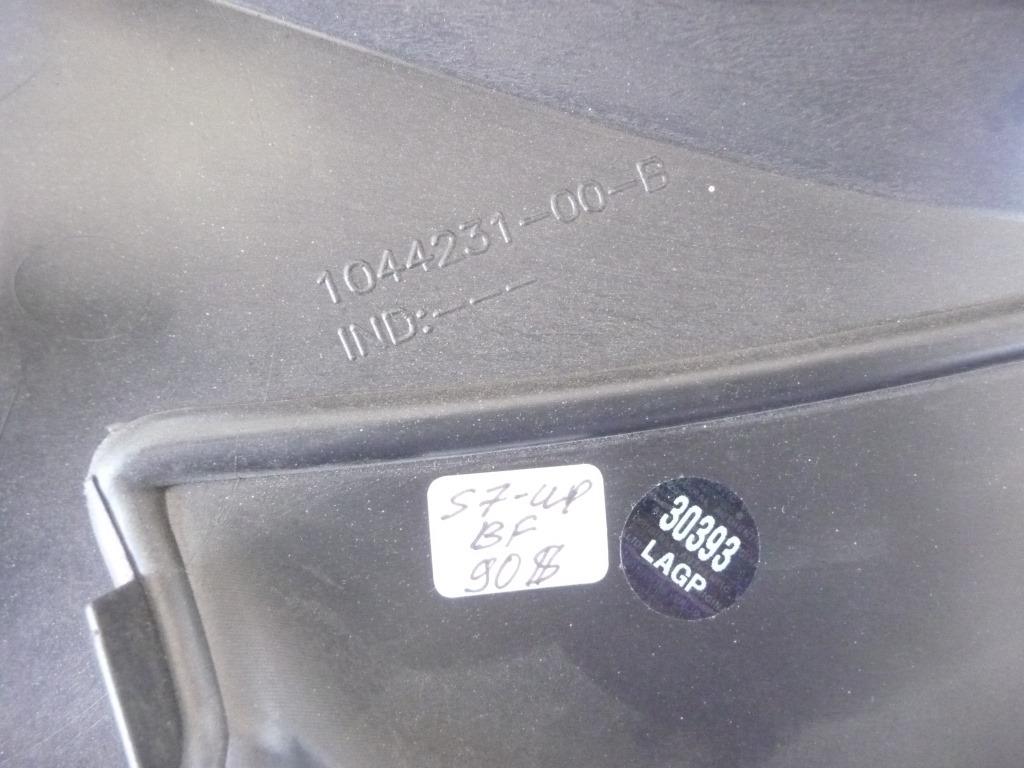 1044231-00-B
IND:---
S7-UP
BF
90$
30393
LAGP